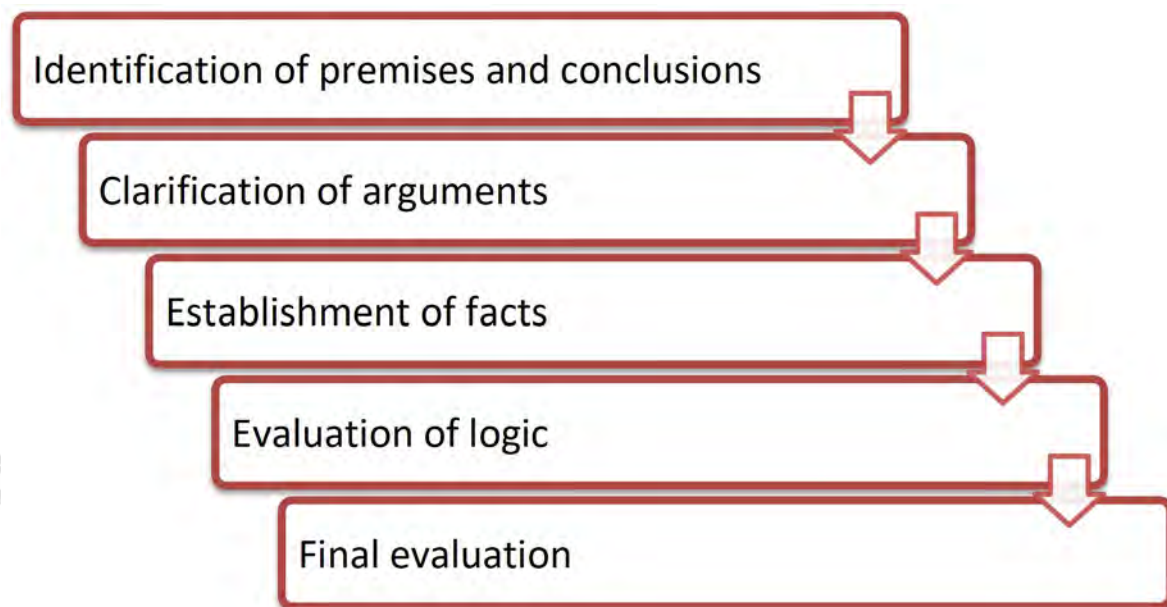 Identification of premises and conclusions
Clarification of arguments
Establishment of facts
Evaluation of logic
Final evaluation